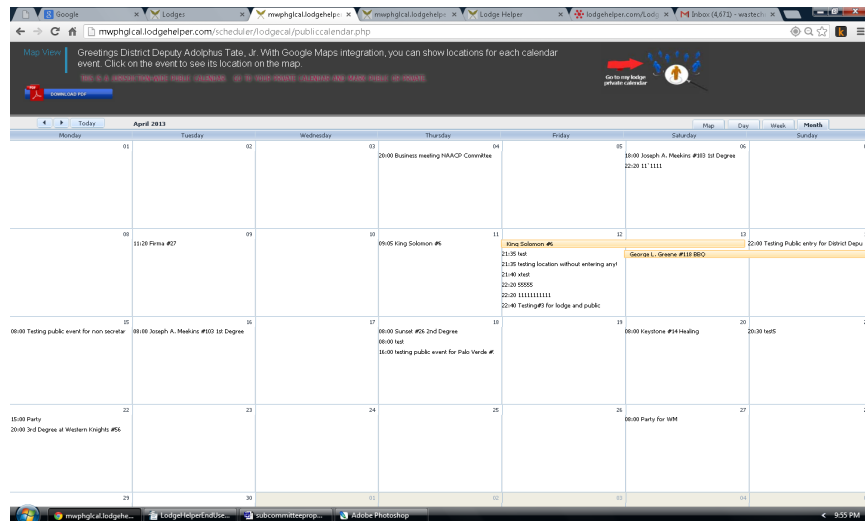 Google
Lodges
mwphglcal.lodgehelper
mwphglcal.lodgehelpe
Lodge Helper
lodgehelper.com/Lodg
Inbox (4,671) - wastech
mwphglcal.lodgehelper.com/scheduler/lodgecal/publiccalendar.php
Map View
Greetings District Deputy Adolphus Tate, Jr. With Google Maps integration, you can show locations for each calendar
event. Click on the event to see its location on the map.
DOWNLOAD PDF
Go to my lodge
private calendar
Today
April 2013
Map Day Week Month
Monday Tuesday Wednesday Thursday Friday Saturday Sunday
01 02 03 04 05 06
20:00 Business meeting NAACP Committee
18:00 Joseph A. Meekins #103 1st Degree
22:20 11`1111
08 09 10 11 12 13
11:20 Firma #27
09:05 King Solomon #6
King Solomon #6
22:00 Testing Public entry for District Depu
21:35 test
George L. Greene #118 BBQ
21:35 testing location without entering any!
21:40 xtest
22:20 55555
22:20 11111111111
22:40 Testing#3 for lodge and public
15 16 17 18 19 20
08:00 Testing public event for non secretar
08:00 Joseph A. Meekins #103 1st Degree
08:00 Sunset #26 2nd Degree
08:00 Keystone #14 Healing
20:30 test5
08:00 test
16:00 testing public event for Palo Verde #
22 23 24 25 26 27
15:00 Party
08:00 Party for WM
20:00 3rd Degree at Western Knights #56
29 30 01 02 03 04
mwphglcal.lodgehe...
LodgeHelperEndUse...
subcommitteeprop...
Adobe Photoshop
9:55 PM